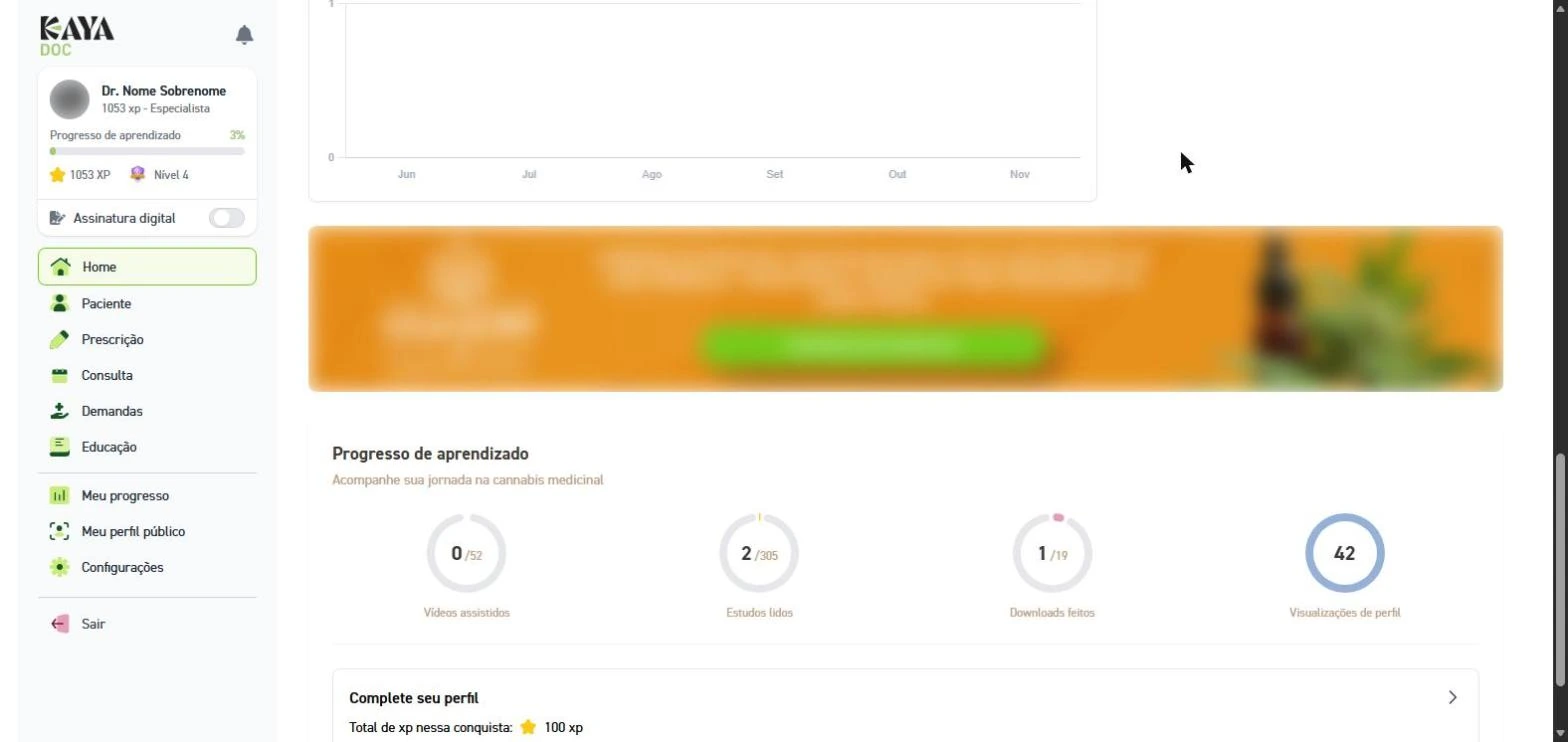 KAYA
DOC
Dr. Nome Sobrenome
1053 xp - Especialista
Progresso de aprendizado 3%
1053 XP Nível 4
Assinatura digital
Home
Paciente
Prescrição
Consulta
Demandas
Educação
Meu progresso
Meu perfil público
Configurações
Sair
1
0
Jun Jul Ago Set Out Nov
Progresso de aprendizado
Acompanhe sua jornada na cannabis medicinal
0 /52 2 /305 1 /19 42
Vídeos assistidos Estudos lidos Downloads feitos Visualizações de perfil
Complete seu perfil
Total de xp nessa conquista: 100 xp